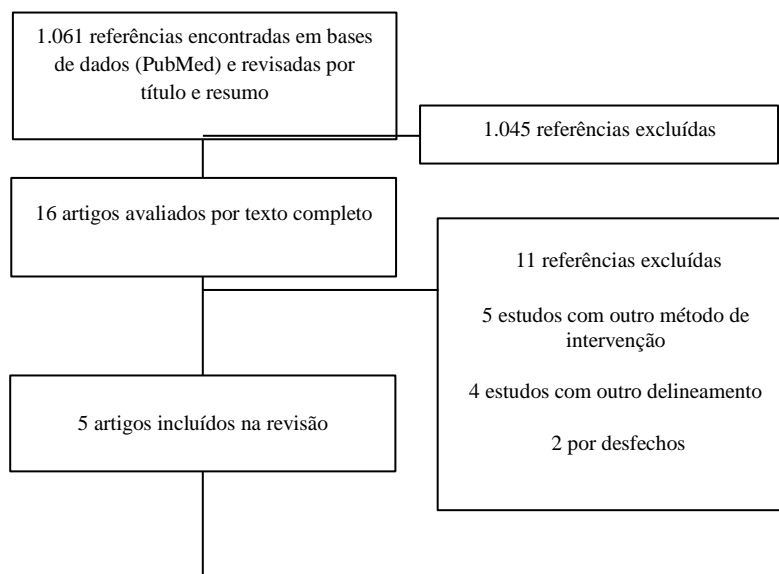 1.061 referências encontradas em bases
de dados (PubMed) e revisadas por
título e resumo
1.045 referências excluídas
16 artigos avaliados por texto completo
11 referências excluídas
5 estudos com outro método de
intervenção
4 estudos com outro delineamento
2 por desfechos
5 artigos incluídos na revisão